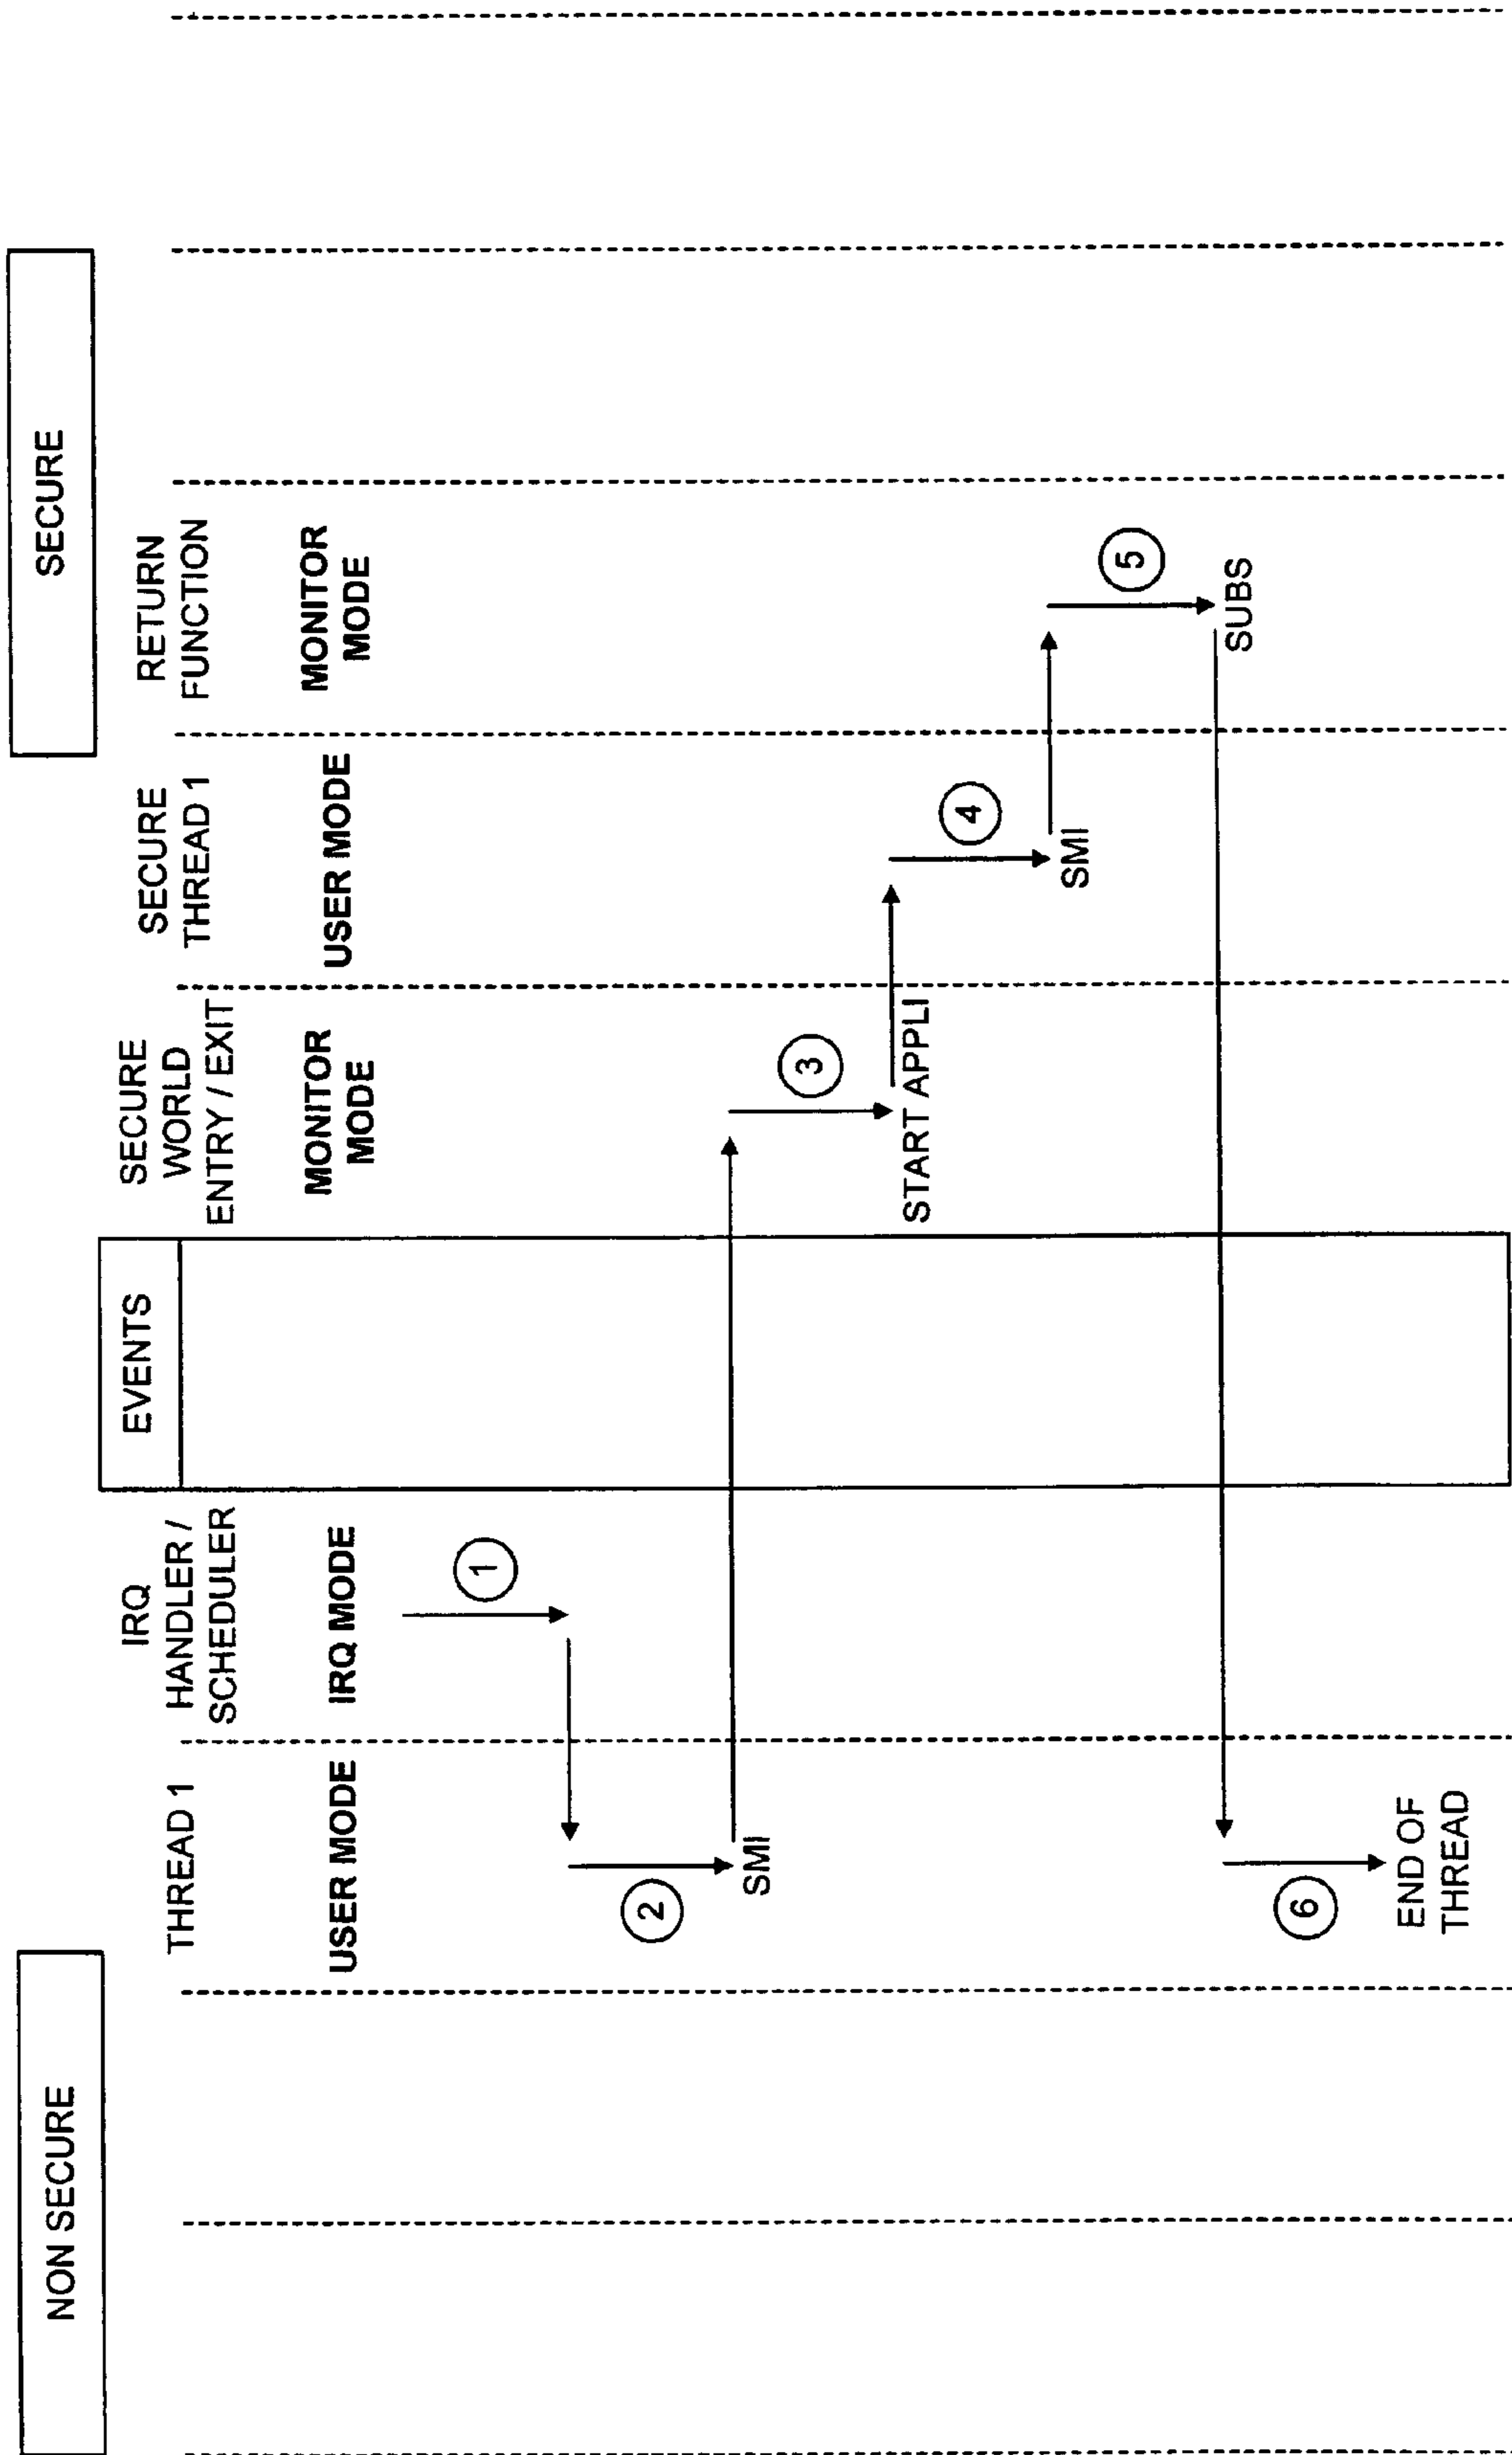 NON SECURE
SECURE
EVENTS
THREAD 1
IRQ
HANDLER /
SCHEDULER
SECURE
WORLD
ENTRY / EXIT
SECURE
THREAD 1
RETURN
FUNCTION
USER MODE
IRQ MODE
MONITOR
MODE
USER MODE
MONITOR
MODE
1
2
SMI
3
START APPLI
4
SMI
5
SUBS
6
END OF
THREAD